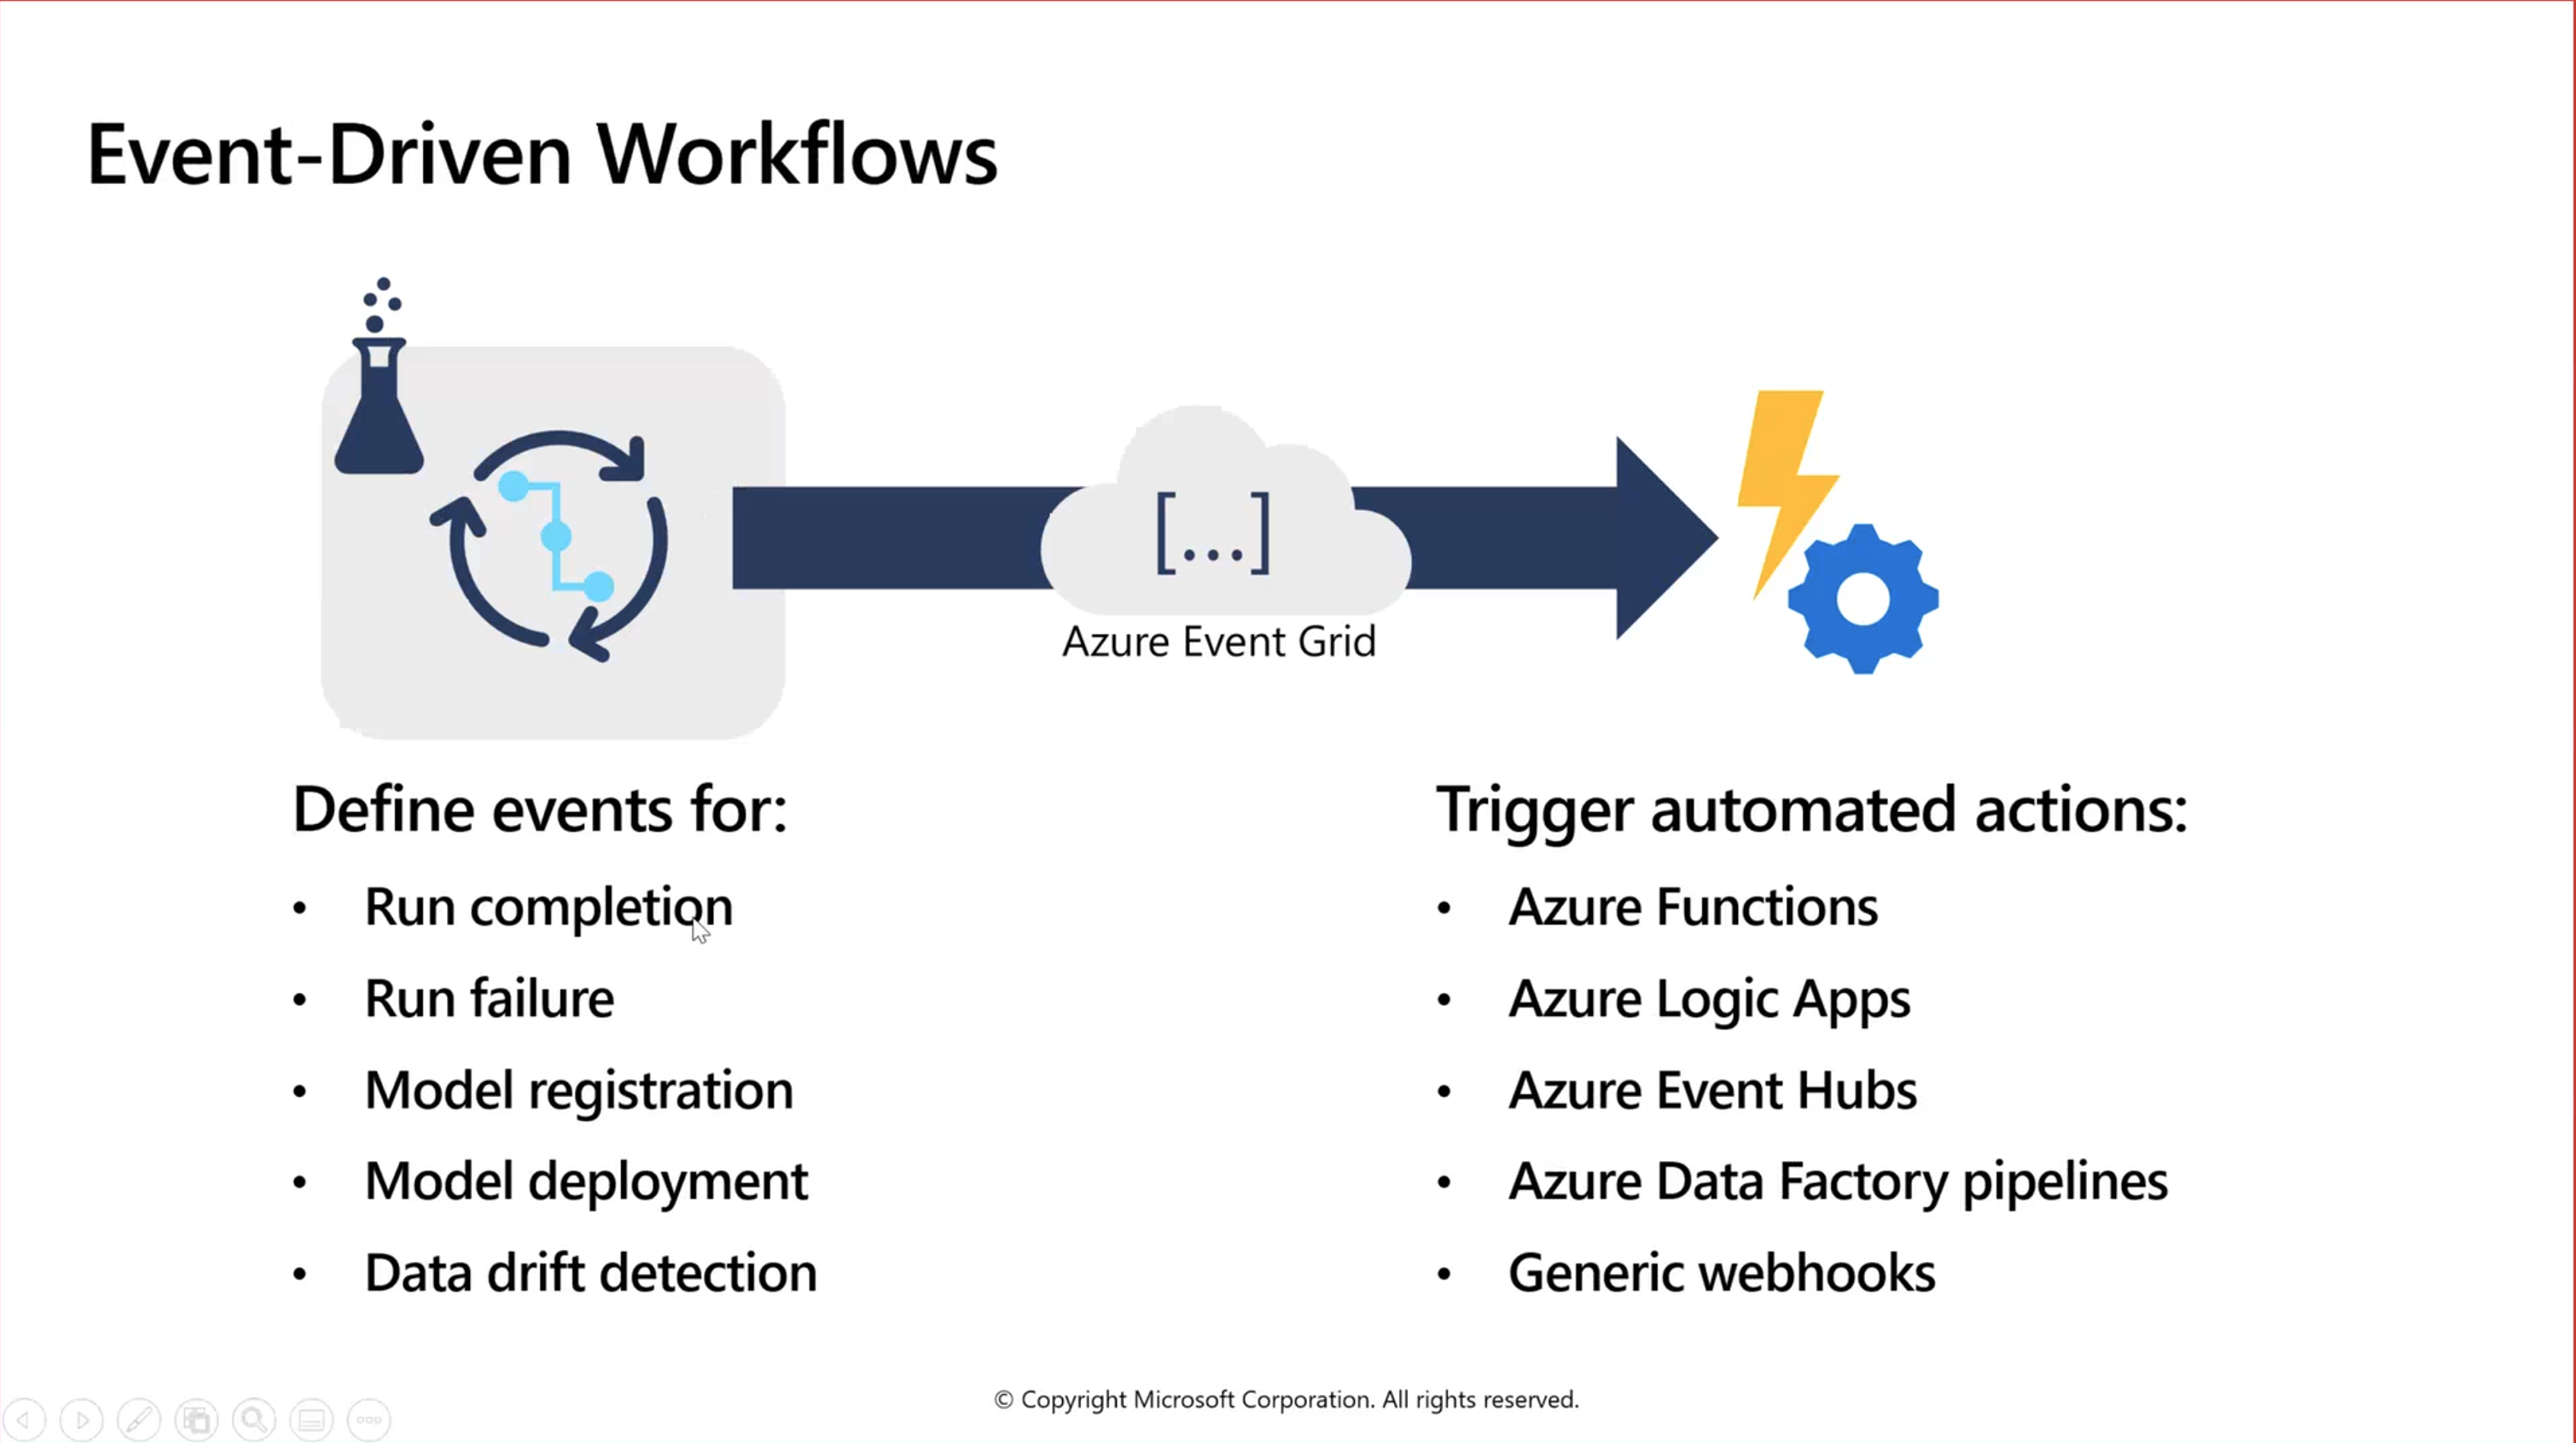 Event-Driven Workflows
[...]
Azure Event Grid
Define events for:
• Run completion
• Run failure
• Model registration
• Model deployment
• Data drift detection
Trigger automated actions:
• Azure Functions
• Azure Logic Apps
• Azure Event Hubs
• Azure Data Factory pipelines
• Generic webhooks
© Copyright Microsoft Corporation. All rights reserved.